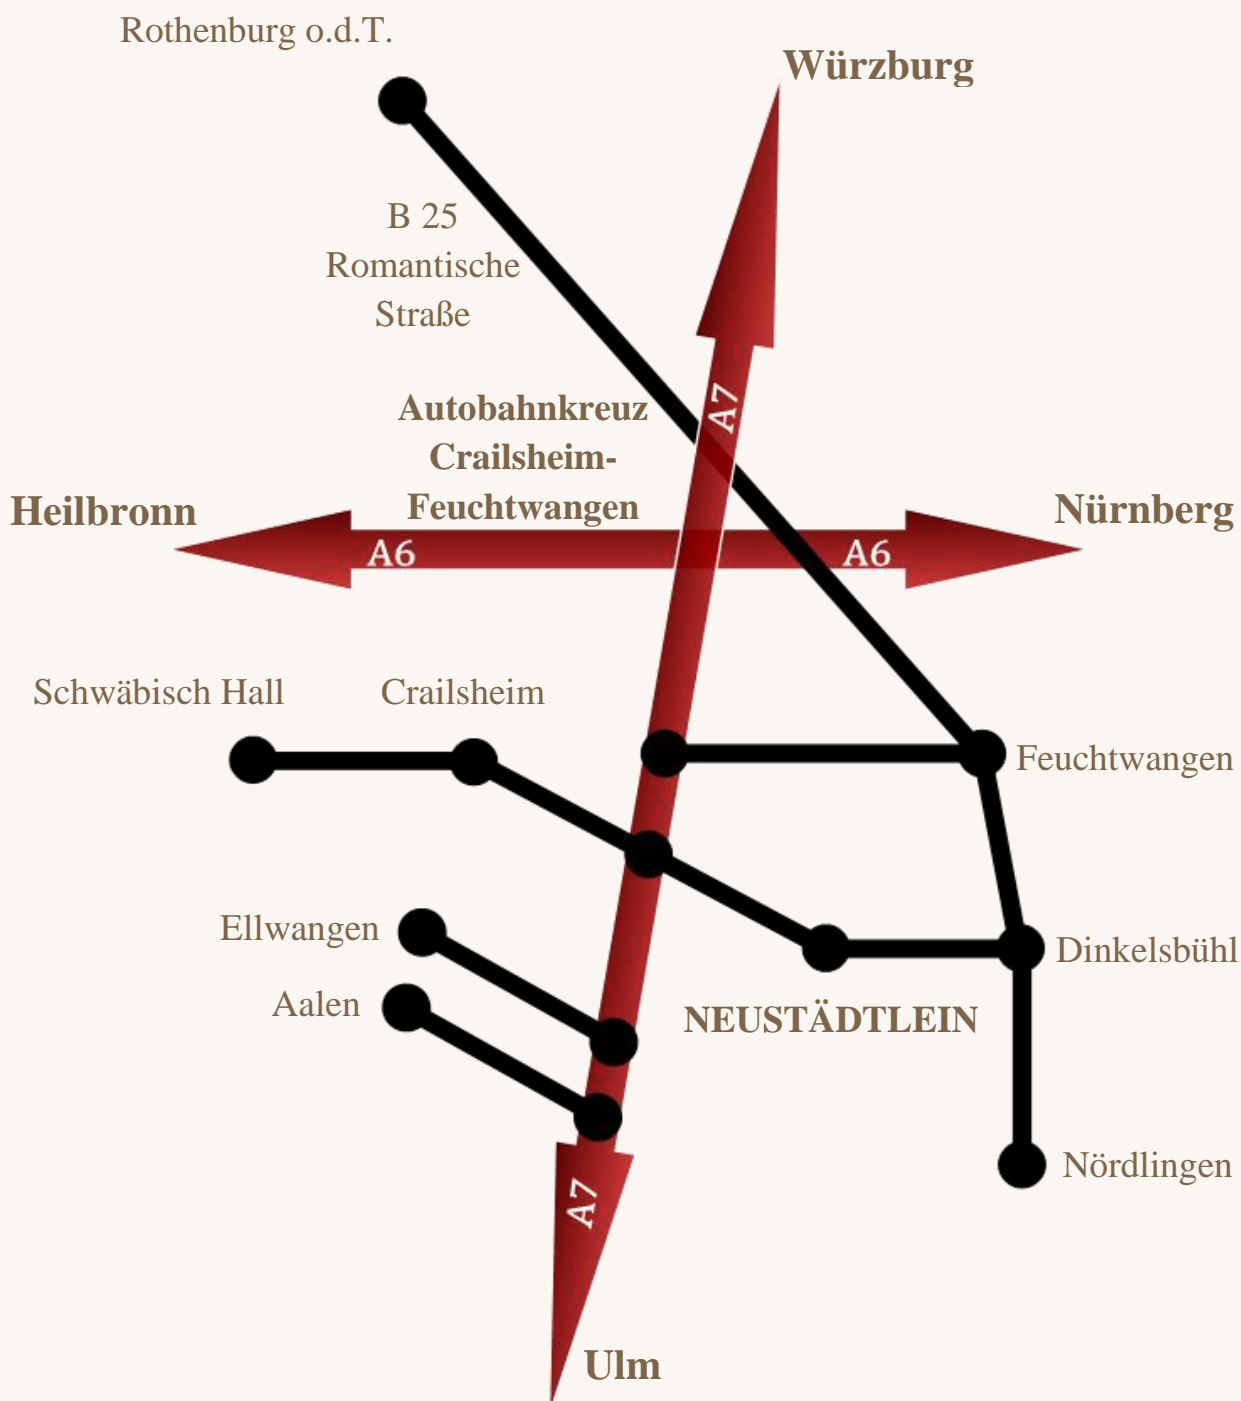 Rothenburg o.d.T.
Würzburg
B 25
Romantische
Straße
A7
Autobahnkreuz
Crailsheim-
Feuchtwangen
Heilbronn
Nürnberg
A6
A6
Schwäbisch Hall
Crailsheim
Feuchtwangen
Ellwangen
Dinkelsbühl
Aalen
NEUSTÄDTLEIN
Nördlingen
A7
Ulm